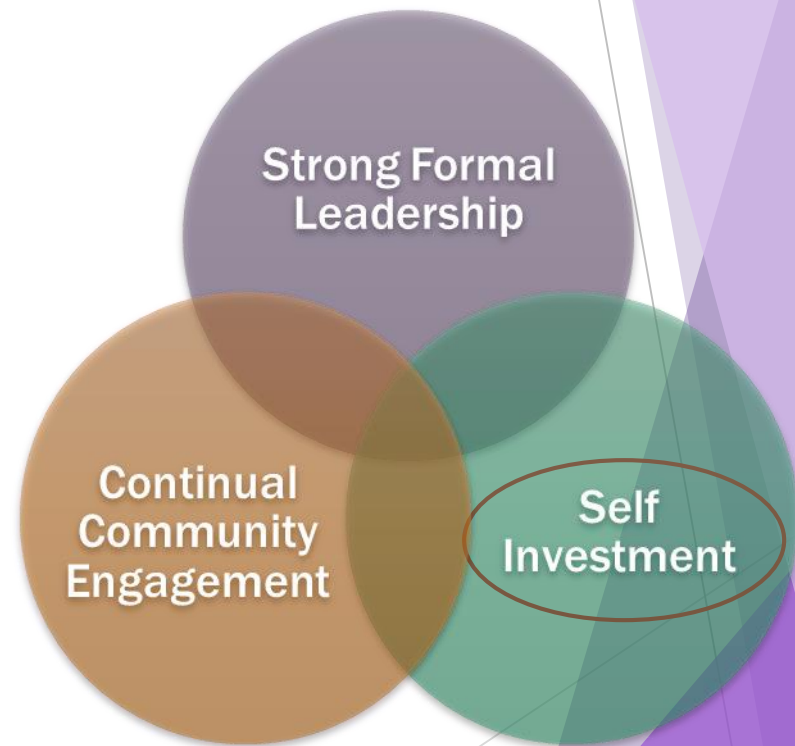 Strong Formal
Leadership
Continual
Community
Engagement
Self
Investment